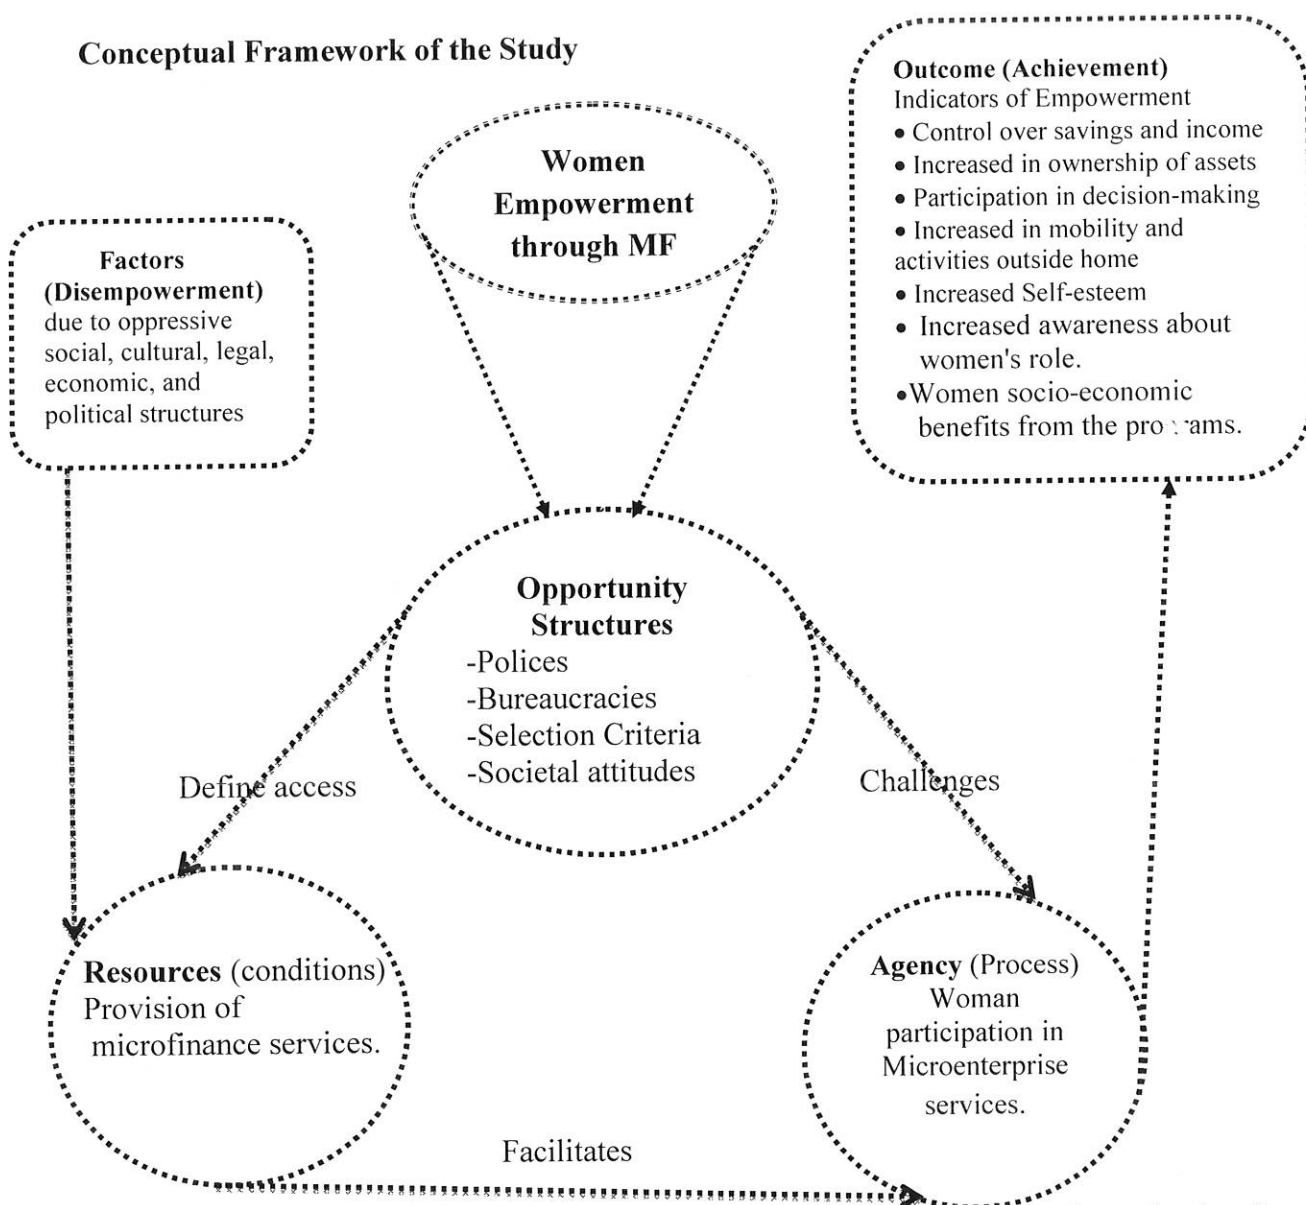 Conceptual Framework of the Study
Women
Empowerment
through MF
Factors
(Disempowerment)
due to oppressive
social, cultural, legal,
economic, and
political structures
Outcome (Achievement)
Indicators of Empowerment
• Control over savings and income
• Increased in ownership of assets
• Participation in decision-making
• Increased in mobility and
activities outside home
• Increased Self-esteem
• Increased awareness about
women's role.
•Women socio-economic
benefits from the
Opportunity
Structures
-Polices
-Bureaucracies
-Selection Criteria
-Societal attitudes
Define access
Challenges
Resources (conditions)
Provision of
microfinance services.
Agency (Process)
Woman
participation in
Microenterprise
services.
Facilitates